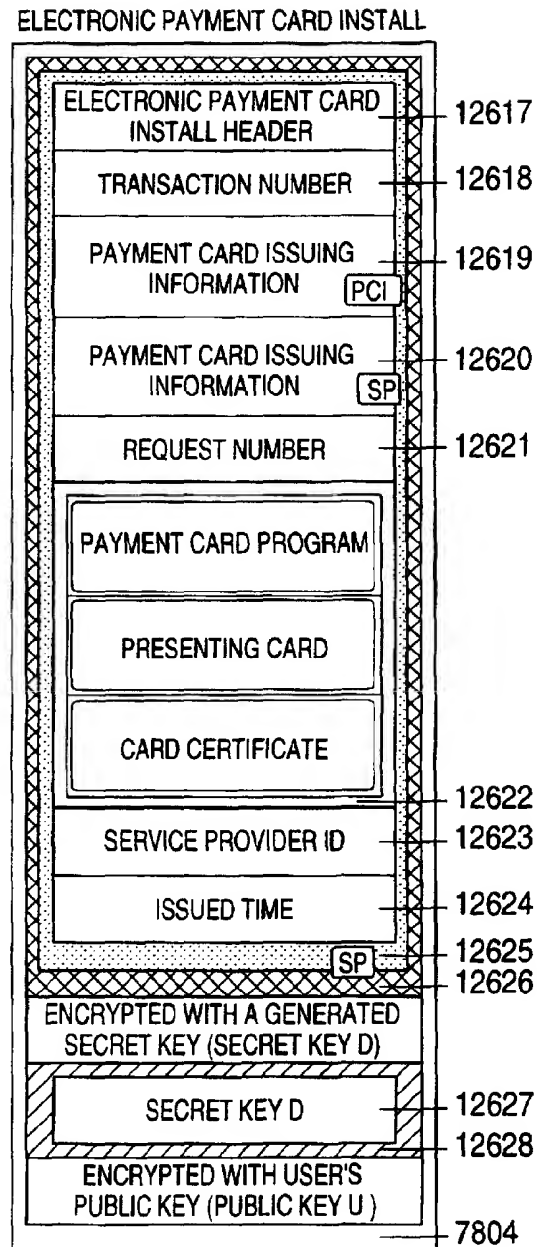 ELECTRONIC PAYMENT CARD INSTALL
ELECTRONIC PAYMENT CARD
INSTALL HEADER
12617
TRANSACTION NUMBER
12618
PAYMENT CARD ISSUING
INFORMATION
12619
PCI
PAYMENT CARD ISSUING
INFORMATION
12620
SP
REQUEST NUMBER
12621
PAYMENT CARD PROGRAM
PRESENTING CARD
CARD CERTIFICATE
12622
SERVICE PROVIDER ID
12623
ISSUED TIME
12624
SP
12625
12626
ENCRYPTED WITH A GENERATED
SECRET KEY (SECRET KEY D)
SECRET KEY D
12627
12628
ENCRYPTED WITH USER'S
PUBLIC KEY (PUBLIC KEY U )
7804